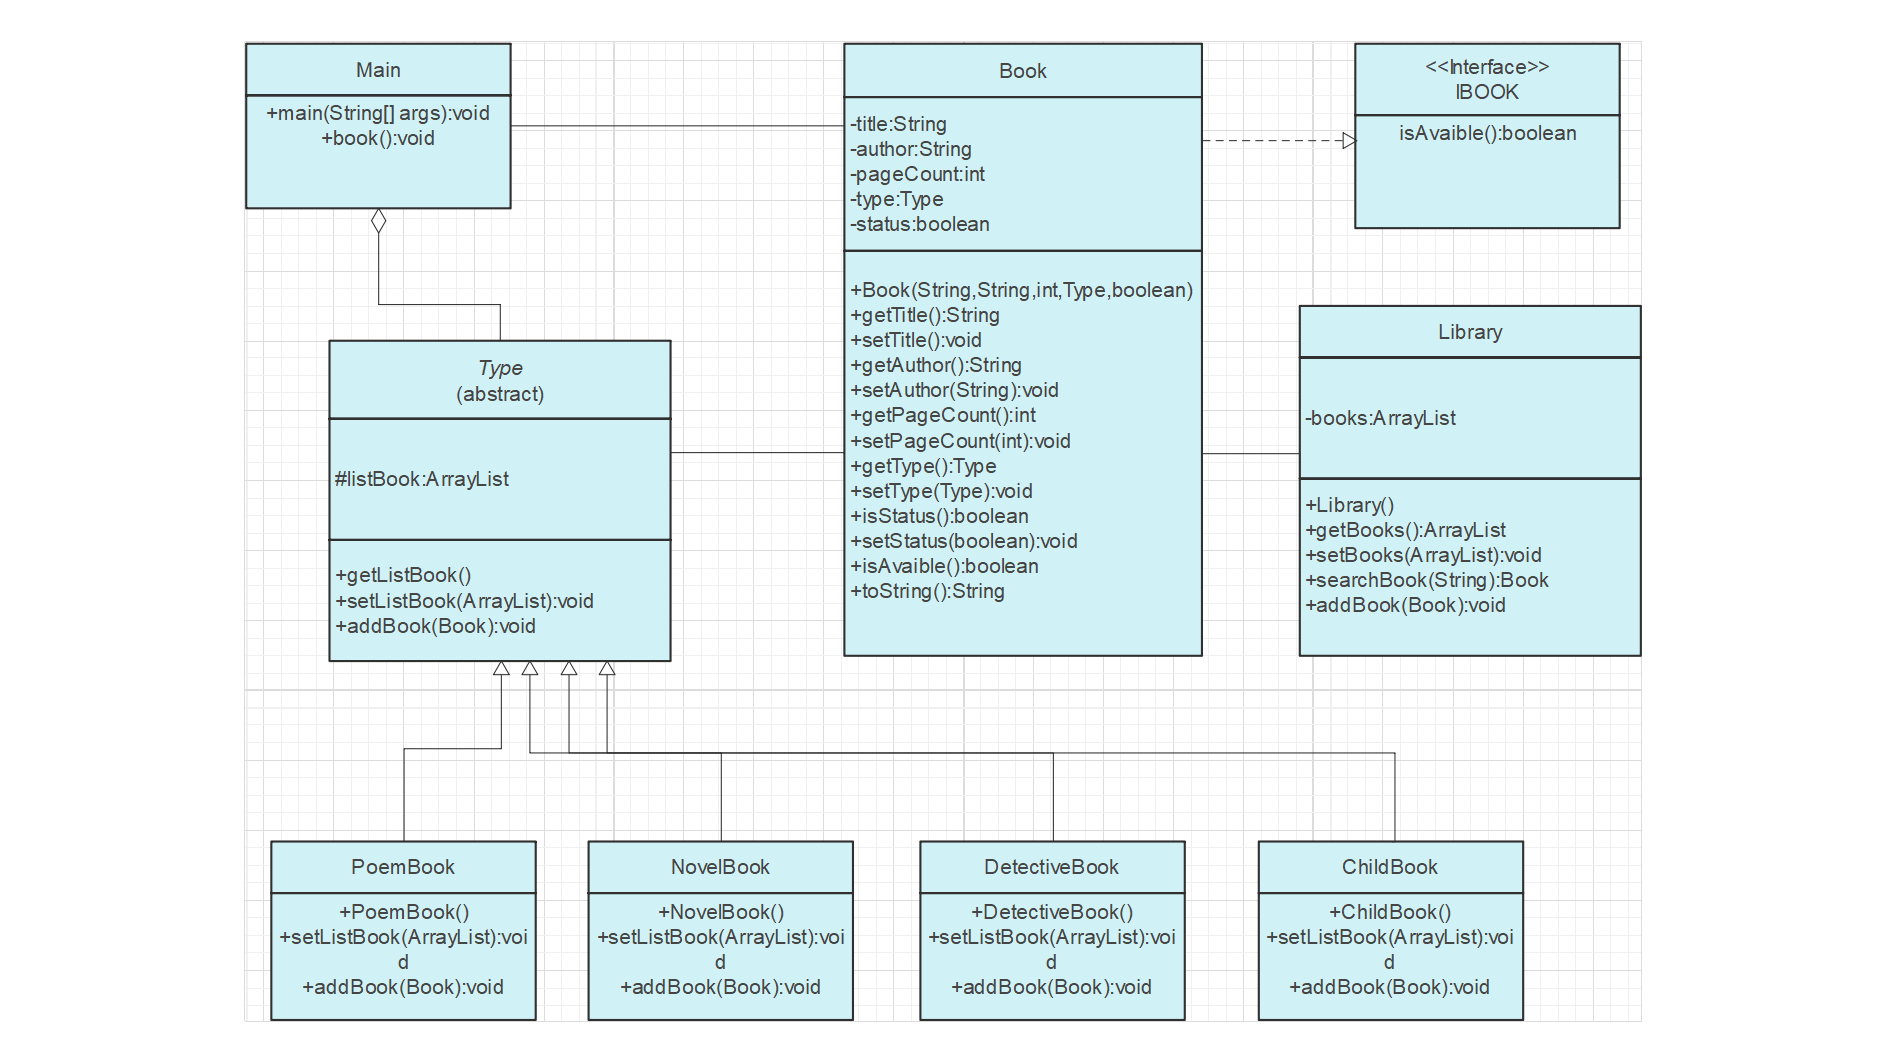 Main
+main(String[] args):void
+book():void
Book
-title:String
-author:String
-pageCount:int
-type:Type
-status:boolean
+Book(String,String,int,Type,boolean)
+getTitle():String
+setTitle():void
+getAuthor():String
+setAuthor(String):void
+getPageCount():int
+setPageCount(int):void
+getType():Type
+setType(Type):void
+isStatus():boolean
+setStatus(boolean):void
+isAvaible():boolean
+toString():String
<<Interface>>
IBOOK
isAvaible():boolean
Type
(abstract)
#listBook:ArrayList
+getListBook()
+setListBook(ArrayList):void
+addBook(Book):void
Library
-books:ArrayList
+Library()
+getBooks():ArrayList
+setBooks(ArrayList):void
+searchBook(String):Book
+addBook(Book):void
PoemBook
+PoemBook()
+setListBook(ArrayList):voi
d
+addBook(Book):void
NovelBook
+NovelBook()
+setListBook(ArrayList):voi
d
+addBook(Book):void
DetectiveBook
+DetectiveBook()
+setListBook(ArrayList):voi
d
+addBook(Book):void
ChildBook
+ChildBook()
+setListBook(ArrayList):voi
d
+addBook(Book):void